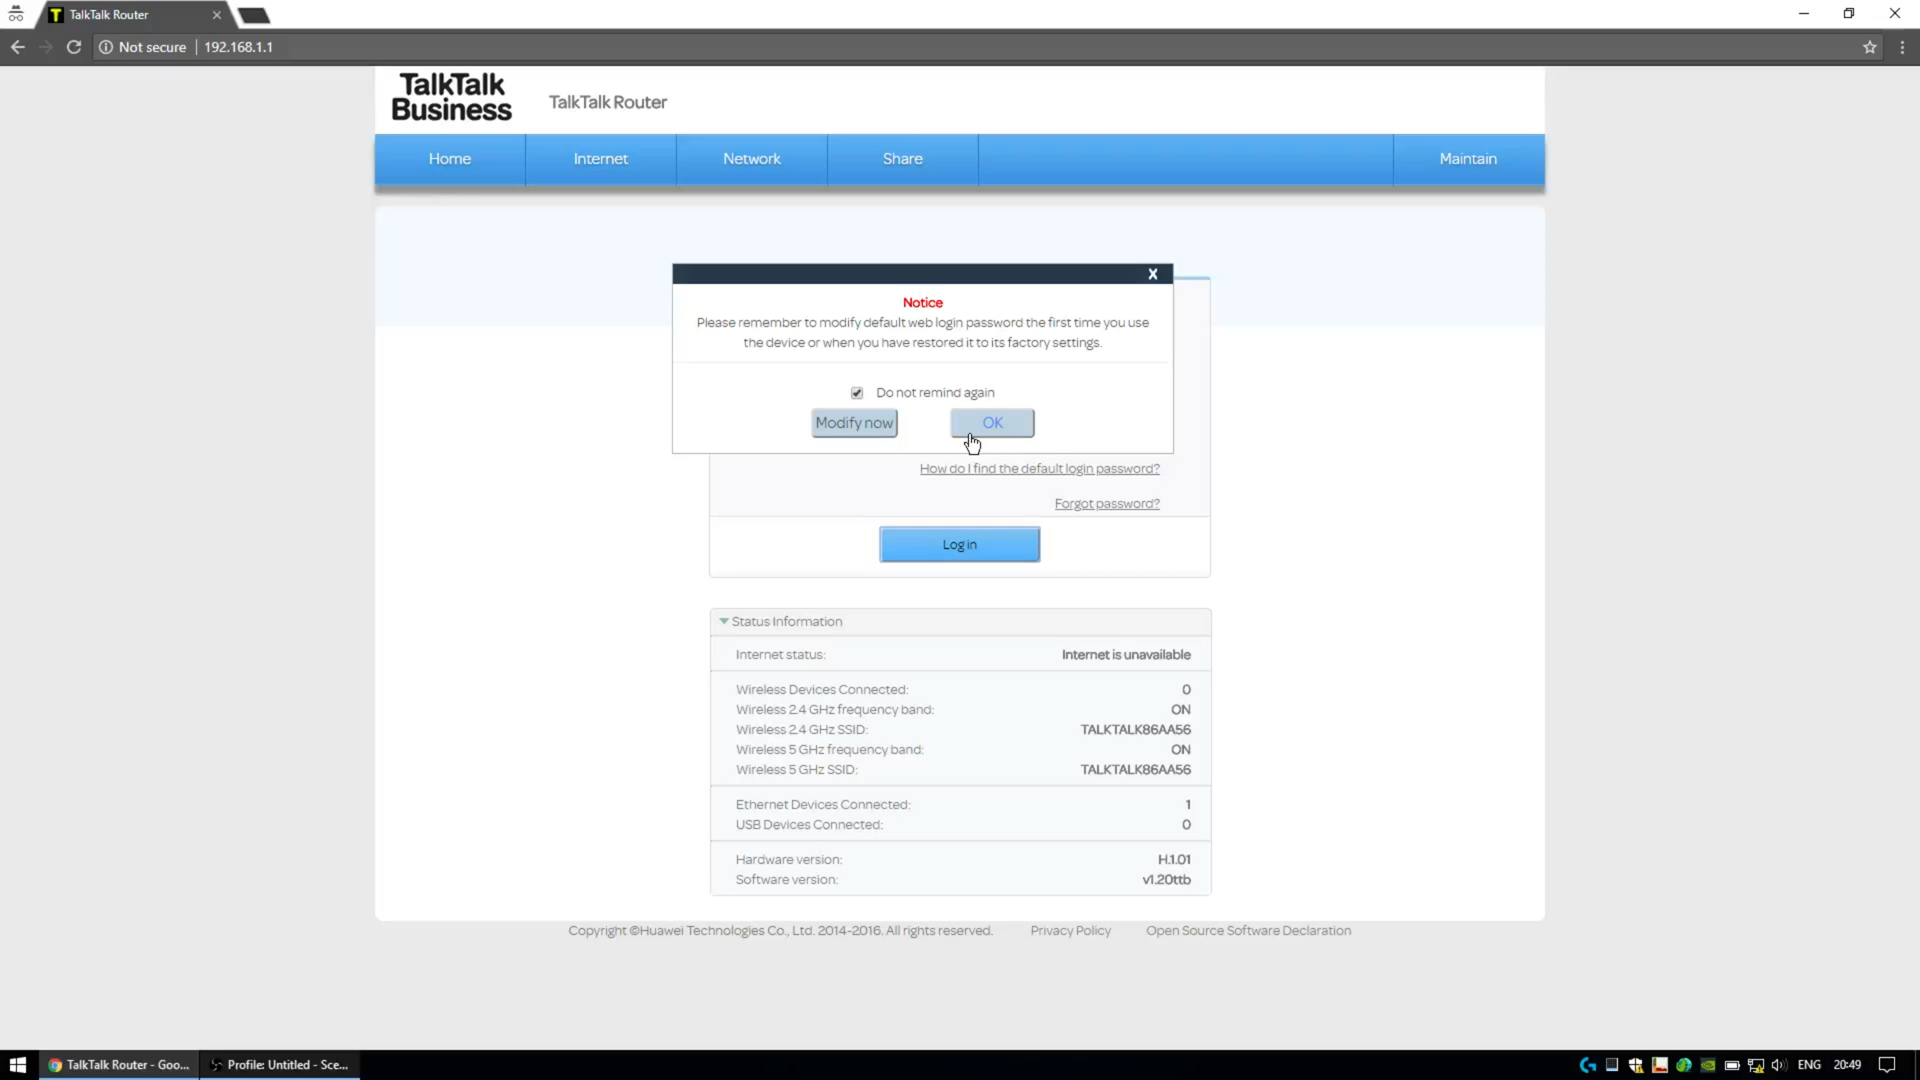 TalkTalk Router
Not secure | 192.168.1.1
TalkTalk
Business
TalkTalk Router
Home Internet Network Share Maintain
X
Notice
Please remember to modify default web login password the first time you use
the device or when you have restored it to its factory settings.
Do not remind again
Modify now OK
How do I find the default login password?
Forgot password?
Log in
Status Information
Internet status: Internet is unavailable
Wireless Devices Connected: 0
Wireless 2.4 GHz frequency band: ON
Wireless 2.4 GHz SSID: TALKTALK86AA56
Wireless 5 GHz frequency band: ON
Wireless 5 GHz SSID: TALKTALK86AA56
Ethernet Devices Connected: 1
USB Devices Connected: 0
Hardware version: H.1.01
Software version: v1.20ttb
Copyright ©Huawei Technologies Co., Ltd. 2014-2016. All rights reserved. Privacy Policy Open Source Software Declaration
TalkTalk Router - Goo... Profile: Untitled - Sce... ENG 20:49